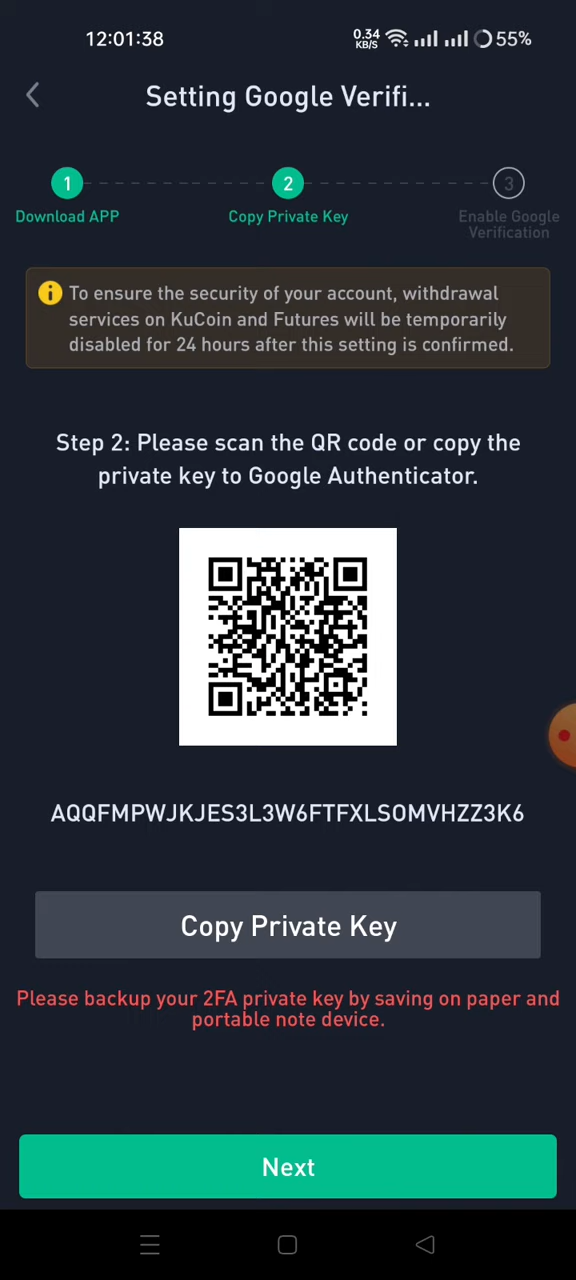 12:01:38
0.34
KB/S
55%
Setting Google Verifi...
1
2
3
Download APP
Copy Private Key
Enable Google
Verification
To ensure the security of your account, withdrawal
services on KuCoin and Futures will be temporarily
disabled for 24 hours after this setting is confirmed.
Step 2: Please scan the QR code or copy the
private key to Google Authenticator.
AQQFMPWJKJES3L3W6FTFXLSOMVHZZ3K6
Copy Private Key
Please backup your 2FA private key by saving on paper and
portable note device.
Next